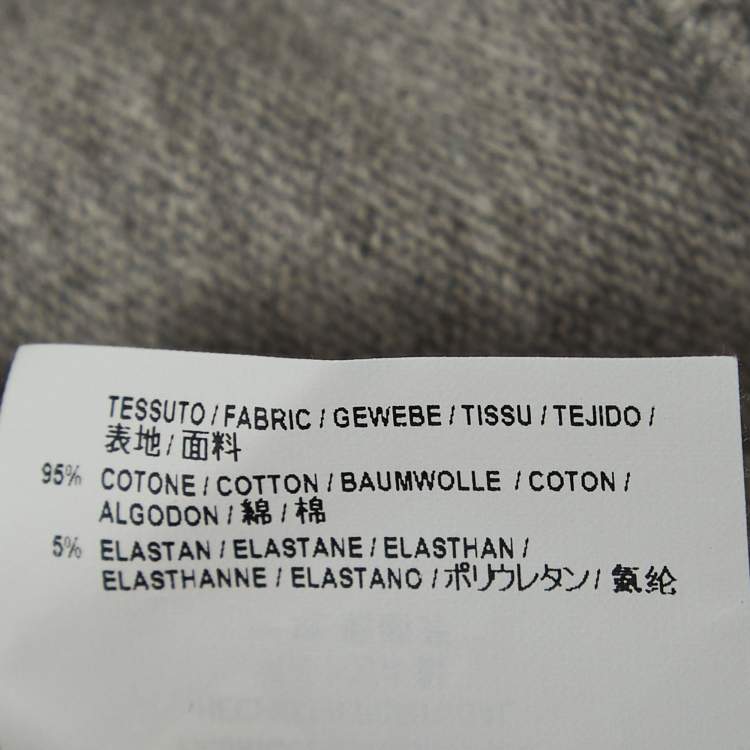 TESSUTO / FABRIC / GEWEBE / TISSU / TEJIDO /
表地 / 面料
95% COTONE / COTTON / BAUMWOLLE / COTON /
ALGODON / 綿 / 棉
5% ELASTAN / ELASTANE / ELASTHAN /
ELASTHANNE / ELASTANO / ポリウレタン / 氨纶